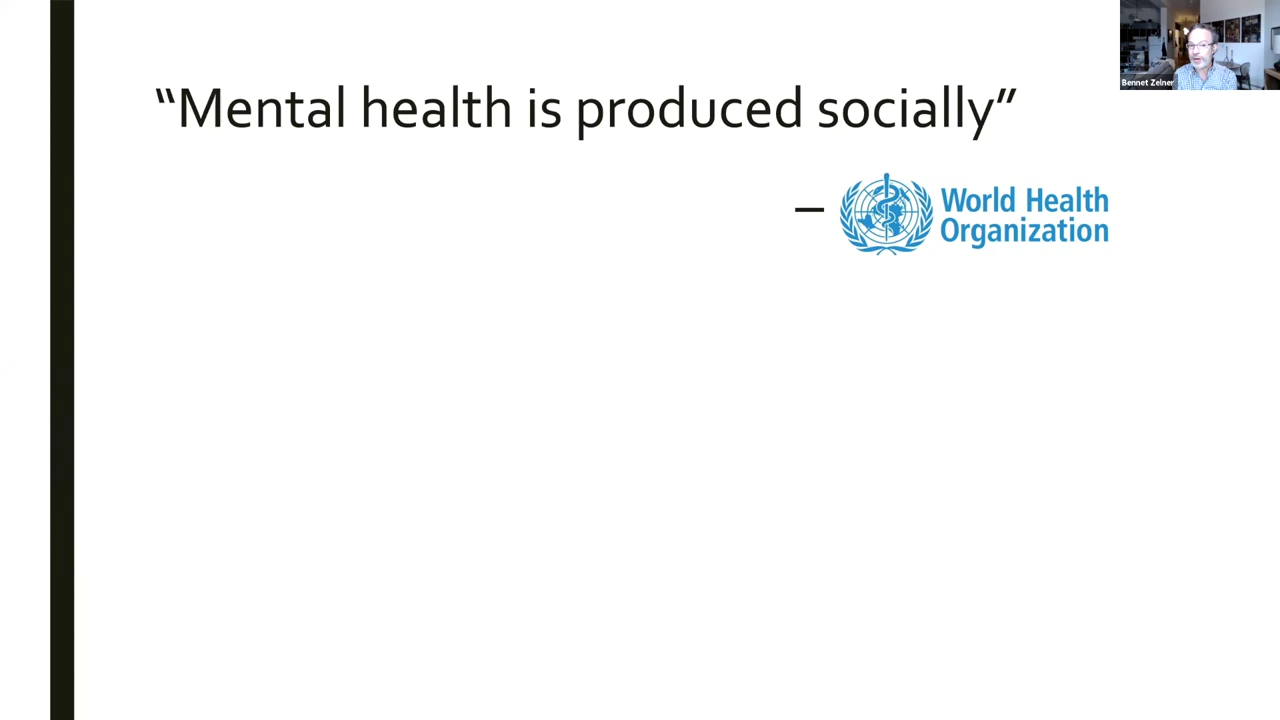 “Mental health is produced socially”
– World Health
Organization
Bennet Zelner